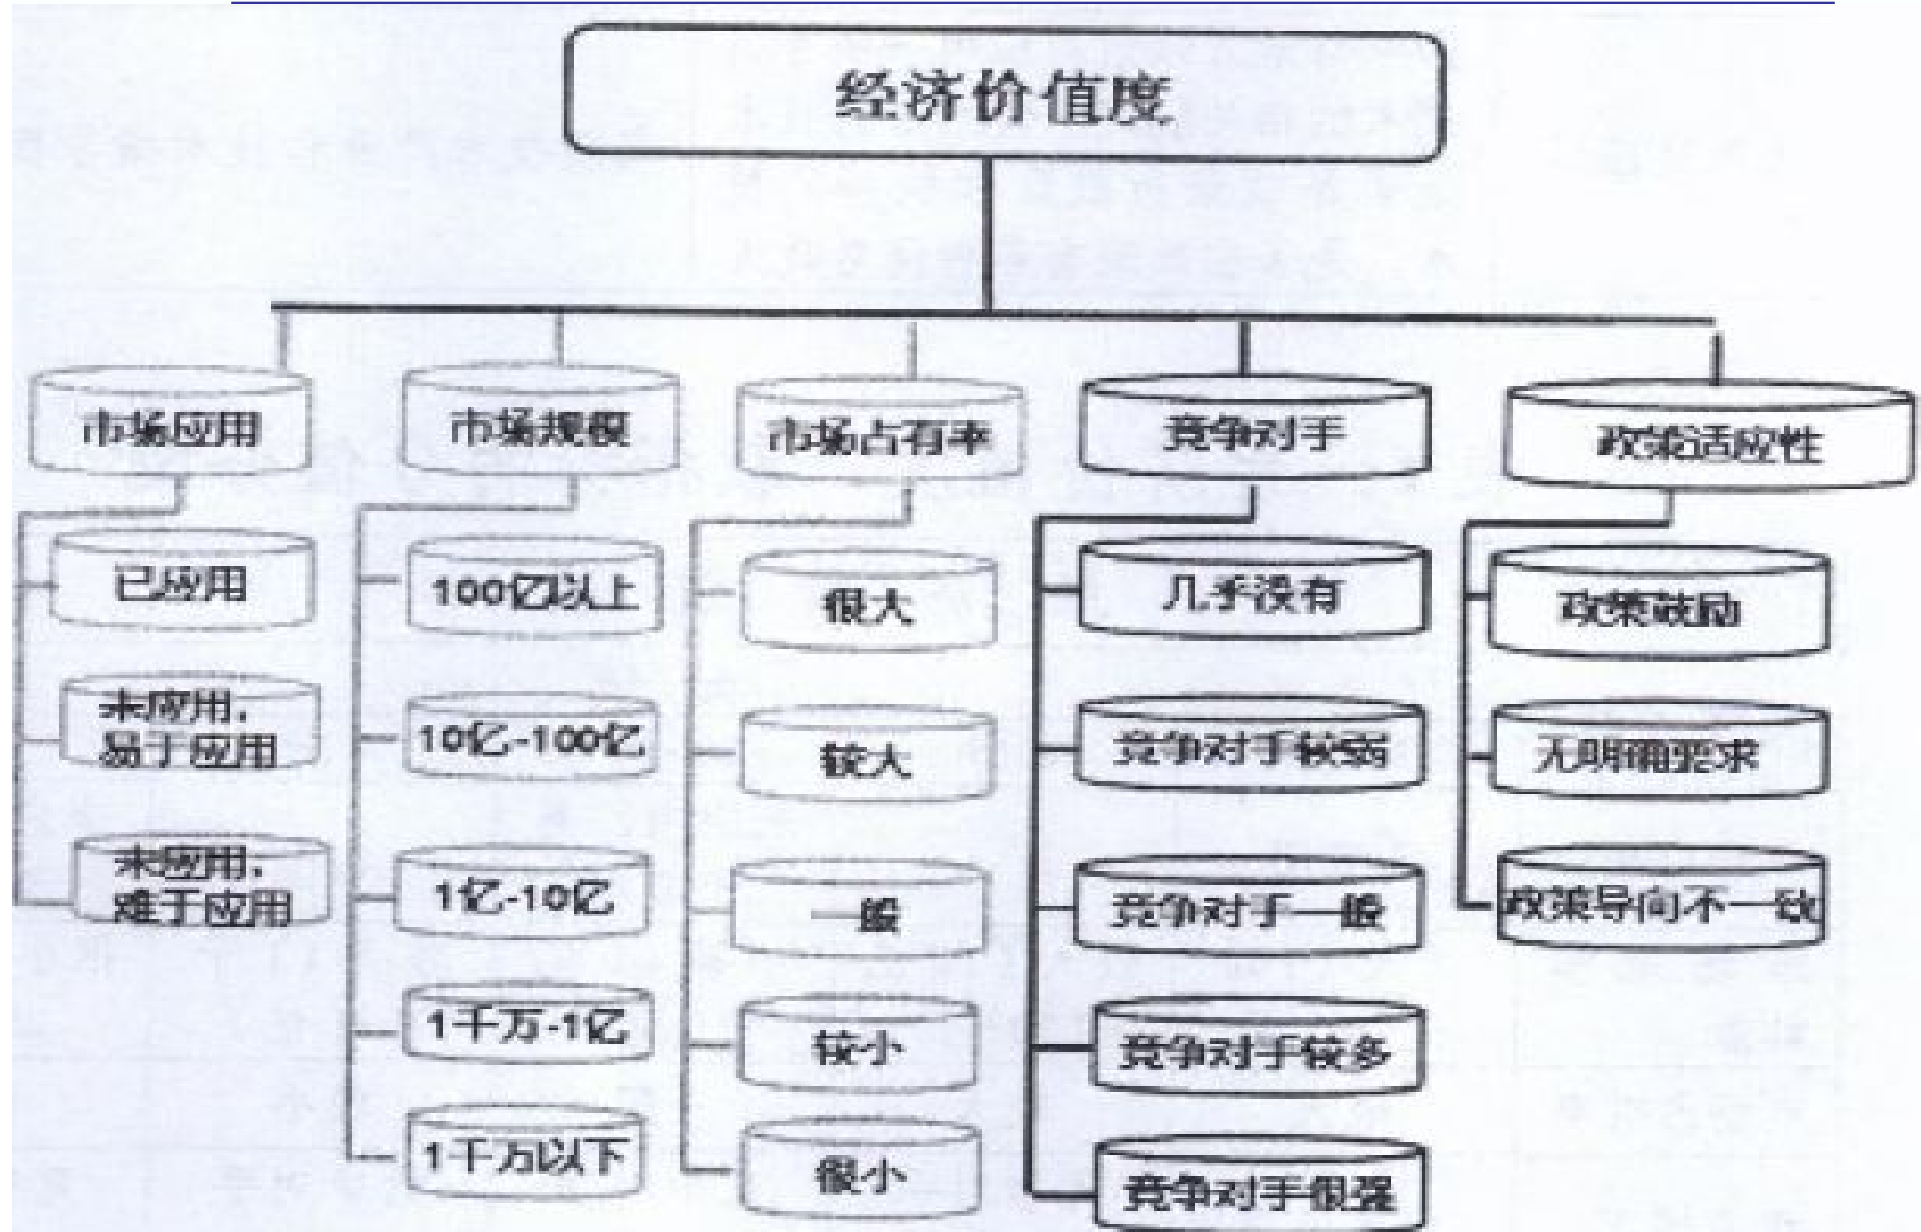 经济价值度
市场应用
市场规模
市场占有率
竞争对手
政策适应性
已应用
未应用，
易于应用
未应用，
难于应用
100亿以上
10亿-100亿
1亿-10亿
1千万-1亿
1千万以下
很大
较大
一般
较小
很小
几乎没有
竞争对手较弱
竞争对手一般
竞争对手较多
竞争对手很强
政策鼓励
无明确要求
政策导向不一致